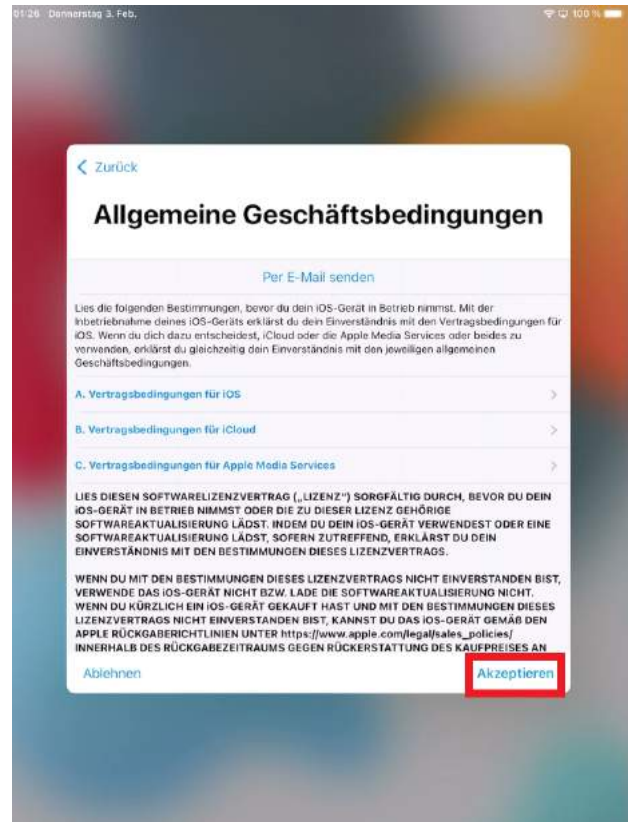 01:26 Donnerstag 3. Feb. 100 %
Zurück
Allgemeine Geschäftsbedingungen
Per E-Mail senden
Lies die folgenden Bestimmungen, bevor du dein iOS-Gerät in Betrieb nimmst. Mit der
Inbetriebnahme deines iOS-Geräts erklärst du dein Einverständnis mit den Vertragsbedingungen für
iOS. Wenn du dich dazu entscheidest, iCloud oder die Apple Media Services oder beides zu
verwenden, erklärst du gleichzeitig dein Einverständnis mit den jeweiligen allgemeinen
Geschäftsbedingungen.
A. Vertragsbedingungen für iOS
B. Vertragsbedingungen für iCloud
C. Vertragsbedingungen für Apple Media Services
LIES DIESEN SOFTWARELIZENZVERTRAG („LIZENZ“) SORGFÄLTIG DURCH, BEVOR DU DEIN
iOS-GERÄT IN BETRIEB NIMMST ODER DIE ZU DIESER LIZENZ GEHÖRIGE
SOFTWAREAKTUALISIERUNG LÄDST. INDEM DU DEIN iOS-GERÄT VERWENDEST ODER EINE
SOFTWAREAKTUALISIERUNG LÄDST, SOFERN ZUTREFFEND, ERKLÄRST DU DEIN
EINVERSTÄNDNIS MIT DEN BESTIMMUNGEN DIESES LIZENZVERTRAGS.
WENN DU MIT DEN BESTIMMUNGEN DIESES LIZENZVERTRAGS NICHT EINVERSTANDEN BIST,
VERWENDE DAS iOS-GERÄT NICHT BZW. LADE DIE SOFTWAREAKTUALISIERUNG NICHT.
WENN DU KÜRZLICH EIN iOS-GERÄT GEKAUFT HAST UND MIT DEN BESTIMMUNGEN DIESES
LIZENZVERTRAGS NICHT EINVERSTANDEN BIST, KANNST DU DAS iOS-GERÄT GEMÄß DEN
APPLE RÜCKGABERICHTLINIEN UNTER https://www.apple.com/legal/sales_policies/
INNERHALB DES RÜCKGABEZEITRAUMS GEGEN RÜCKERSTATTUNG DES KAUFPREISES AN
Ablehnen Akzeptieren